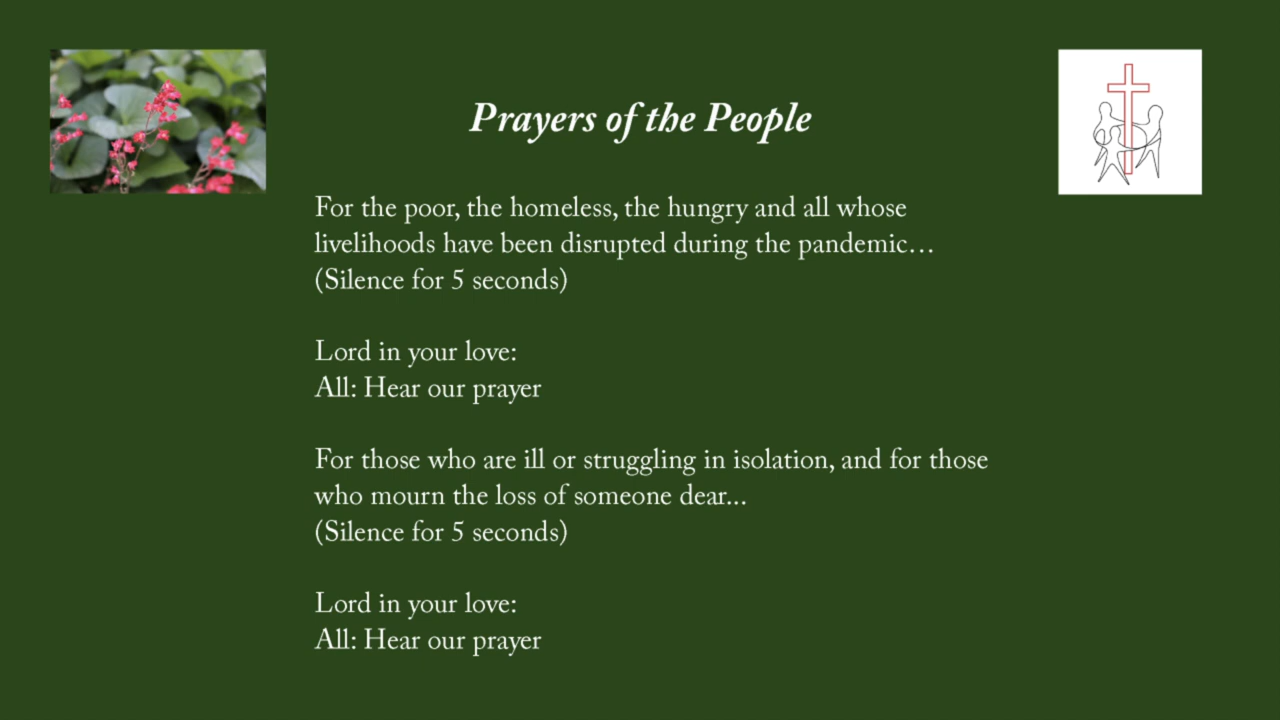 Prayers of the People
For the poor, the homeless, the hungry and all whose
livelihoods have been disrupted during the pandemic…
(Silence for 5 seconds)
Lord in your love:
All: Hear our prayer
For those who are ill or struggling in isolation, and for those
who mourn the loss of someone dear...
(Silence for 5 seconds)
Lord in your love:
All: Hear our prayer